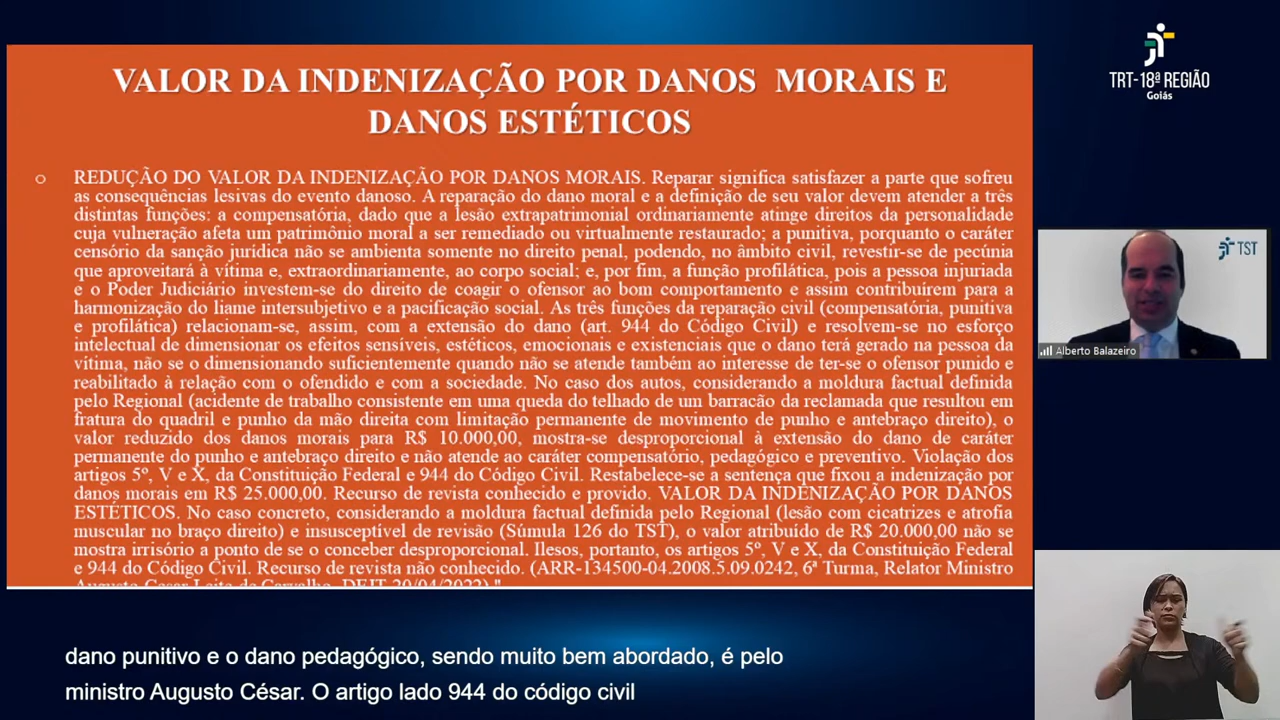 VALOR DA INDENIZAÇÃO POR DANOS MORAIS E
DANOS ESTÉTICOS
REDUÇÃO DO VALOR DA INDENIZAÇÃO POR DANOS MORAIS. Reparar significa satisfazer a parte que sofreu
as consequências lesivas do evento danoso. A reparação do dano moral e a definição de seu valor devem atender a três
distintas funções: a compensatória, dado que a lesão extrapatrimonial ordinariamente atinge direitos da personalidade
cuja vulneração afeta um patrimônio moral a ser remediado ou virtualmente restaurado; a punitiva, porquanto o caráter
censório da sanção jurídica não se ambienta somente no direito penal, podendo, no âmbito civil, revestir-se de pecúnia
que aproveitará à vítima e, extraordinariamente, ao corpo social; e, por fim, a função profilática, pois a pessoa injuriada
e o Poder Judiciário investem-se do direito de coagir o ofensor ao bom comportamento e assim contribuírem para a
harmonização do liame intersubjetivo e a pacificação social. As três funções da reparação civil (compensatória, punitiva
e profilática) relacionam-se, assim, com a extensão do dano (art. 944 do Código Civil) e resolvem-se no esforço
intelectual de dimensionar os efeitos sensíveis, estéticos, emocionais e existenciais que o dano terá gerado na pessoa da
vítima, não se o dimensionando suficientemente quando não se atende também ao interesse de ter-se o ofensor punido e
reabilitado à relação com o ofendido e com a sociedade. No caso dos autos, considerando a moldura factual definida
pelo Regional (acidente de trabalho consistente em uma queda do telhado de um barracão da reclamada que resultou em
fratura do quadril e punho da mão direita com limitação permanente de movimento de punho e antebraço direito), o
valor reduzido dos danos morais para R$ 10.000,00, mostra-se desproporcional à extensão do dano de caráter
permanente do punho e antebraço direito e não atende ao caráter compensatório, pedagógico e preventivo. Violação dos
artigos 5º, V e X, da Constituição Federal e 944 do Código Civil. Restabelece-se a sentença que fixou a indenização por
danos morais em R$ 25.000,00. Recurso de revista conhecido e provido. VALOR DA INDENIZAÇÃO POR DANOS
ESTÉTICOS. No caso concreto, considerando a moldura factual definida pelo Regional (lesão com cicatrizes e atrofia
muscular no braço direito) e insusceptível de revisão (Súmula 126 do TST), o valor atribuído de R$ 20.000,00 não se
mostra irrisório a ponto de se o conceber desproporcional. Ilesos, portanto, os artigos 5º, V e X, da Constituição Federal
e 944 do Código Civil. Recurso de revista não conhecido. (ARR-134500-04.2008.5.09.0242, 6ª Turma, Relator Ministro
Augusto Cesar Leite de Carvalho, DEJT 20/04/2022)."
TRT-18ª REGIÃO
Goiás
TST
Alberto Balazeiro
dano punitivo e o dano pedagógico, sendo muito bem abordado, é pelo
ministro Augusto César. O artigo lado 944 do código civil